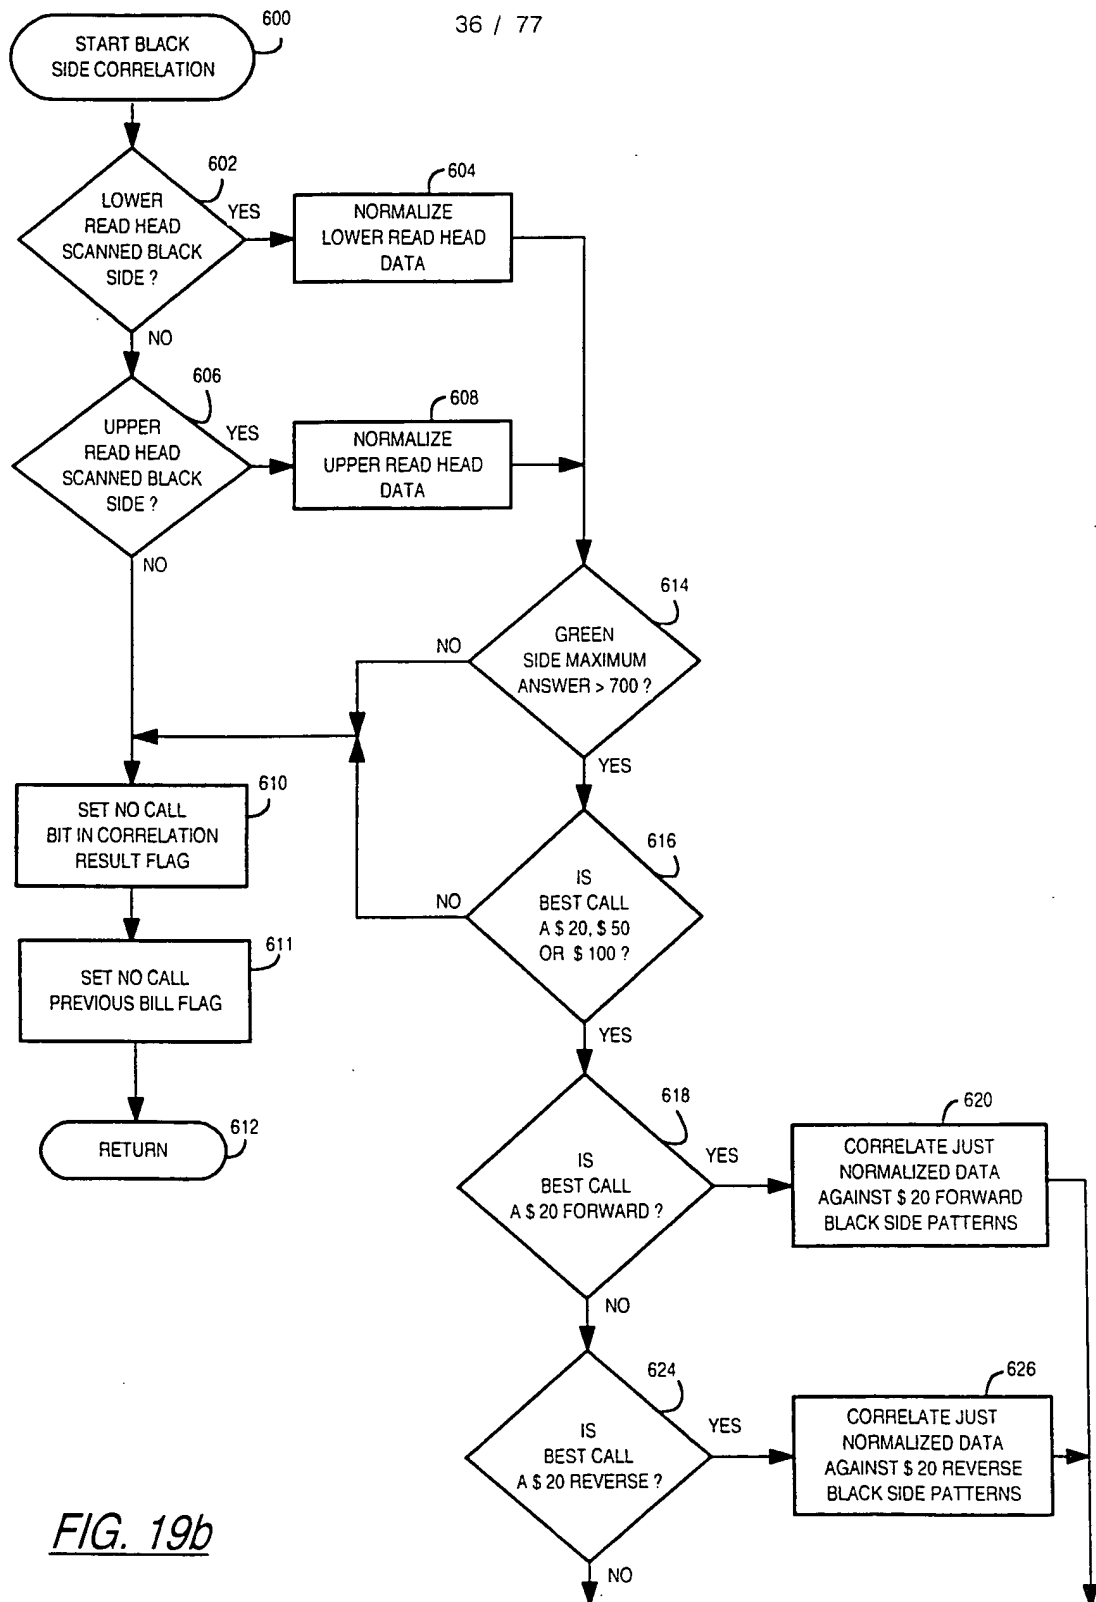 36 / 77
600
START BLACK
SIDE CORRELATION
602
LOWER
READ HEAD
SCANNED BLACK
SIDE ?
YES
604
NORMALIZE
LOWER READ HEAD
DATA
NO
606
UPPER
READ HEAD
SCANNED BLACK
SIDE ?
YES
608
NORMALIZE
UPPER READ HEAD
DATA
NO
614
GREEN
SIDE MAXIMUM
ANSWER > 700 ?
NO
YES
610
SET NO CALL
BIT IN CORRELATION
RESULT FLAG
616
IS
BEST CALL
A $ 20, $ 50
OR $ 100 ?
NO
YES
611
SET NO CALL
PREVIOUS BILL FLAG
612
RETURN
618
IS
BEST CALL
A $ 20 FORWARD ?
YES
620
CORRELATE JUST
NORMALIZED DATA
AGAINST $ 20 FORWARD
BLACK SIDE PATTERNS
NO
624
IS
BEST CALL
A $ 20 REVERSE ?
YES
626
CORRELATE JUST
NORMALIZED DATA
AGAINST $ 20 REVERSE
BLACK SIDE PATTERNS
NO
FIG. 19b